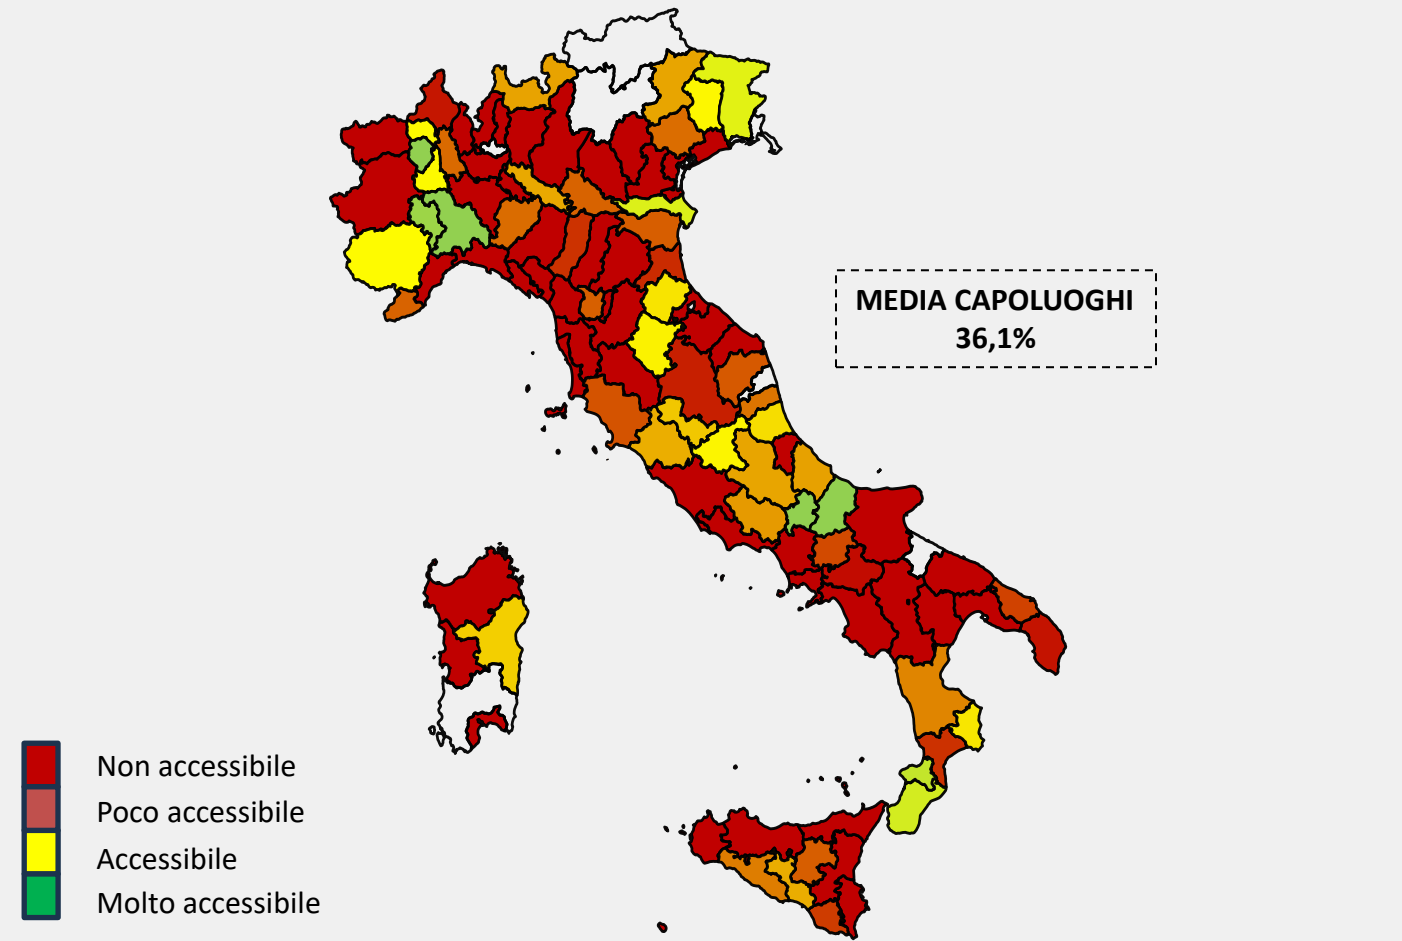 MEDIA CAPOLUOGHI
36,1%
Non accessibile
Poco accessibile
Accessibile
Molto accessibile